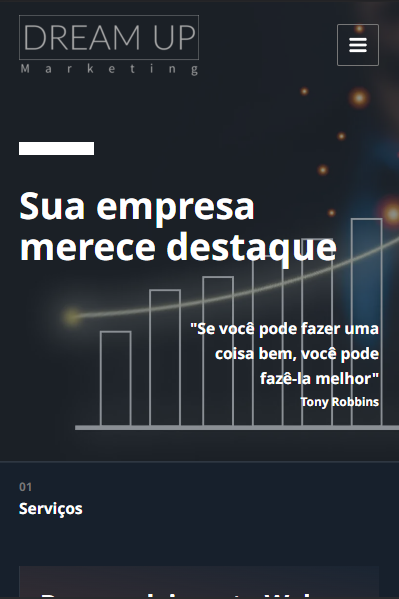 DREAM UP
Marketing
Sua empresa
merece destaque
"Se você pode fazer uma
coisa bem, você pode
fazê-la melhor"
Tony Robbins
01
Serviços